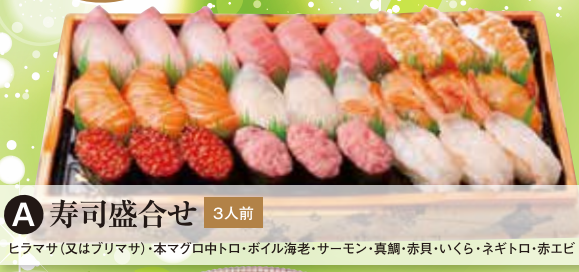 A 寿司盛合せ 3人前
ヒラマサ(又はブリマサ)・本マグロ中トロ・ボイル海老・サーモン・真鯛・赤貝・いくら・ネギトロ・赤エビ